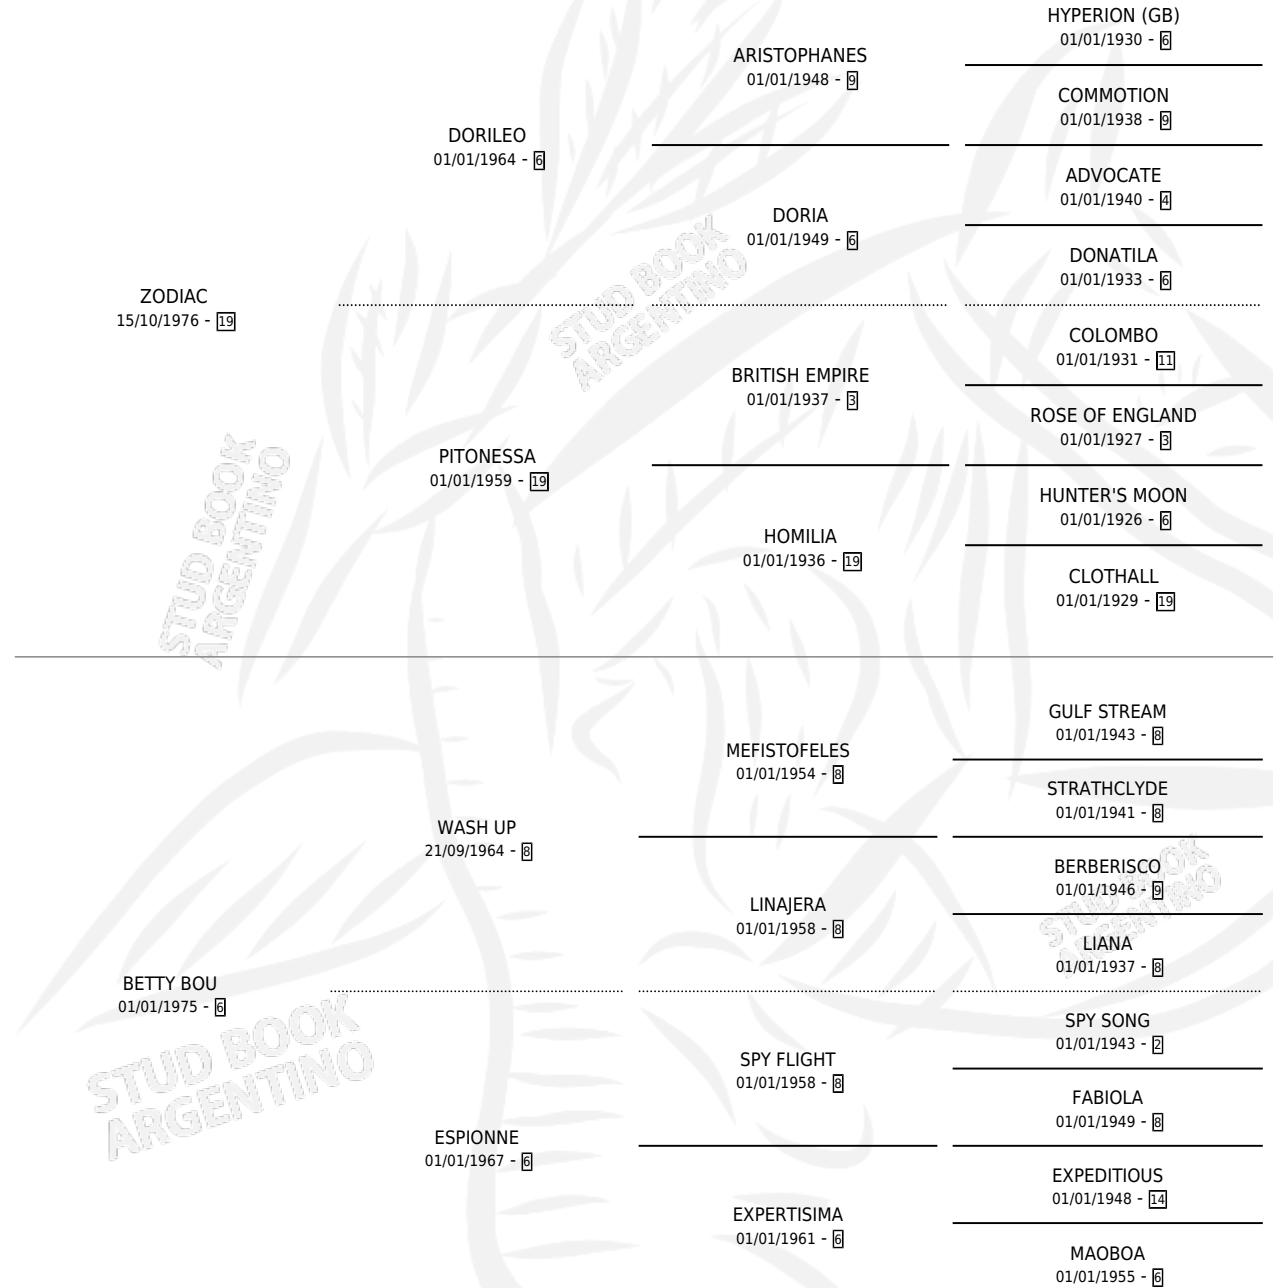 HYPERION (GB)
01/01/1930 - 6
ARISTOPHANES
01/01/1948 - 9
COMMOTION
01/01/1938 - 9
DORILEO
01/01/1964 - 6
ADVOCATE
01/01/1940 - 4
DORIA
01/01/1949 - 6
DONATILA
01/01/1933 - 6
ZODIAC
15/10/1976 - 19
COLOMBO
01/01/1931 - 11
BRITISH EMPIRE
01/01/1937 - 3
ROSE OF ENGLAND
01/01/1927 - 3
PITONESSA
01/01/1959 - 19
HUNTER'S MOON
01/01/1926 - 6
HOMILIA
01/01/1936 - 19
CLOTHALL
01/01/1929 - 19
STUD BOOK
ARGENTINO
STUD BOOK
ARGENTINO
GULF STREAM
01/01/1943 - 8
MEFISTOFELES
01/01/1954 - 8
STRATHCLYDE
01/01/1941 - 8
WASH UP
21/09/1964 - 8
BERBERISCO
01/01/1946 - 9
LINAJERA
01/01/1958 - 8
LIANA
01/01/1937 - 8
BETTY BOU
01/01/1975 - 6
SPY SONG
01/01/1943 - 2
SPY FLIGHT
01/01/1958 - 8
FABIOLA
01/01/1949 - 8
ESPIONNE
01/01/1967 - 6
EXPEDITIOUS
01/01/1948 - 14
EXPERTISIMA
01/01/1961 - 6
MAOBOA
01/01/1955 - 6
STUD BOOK
ARGENTINO
STUD BOOK
ARGENTINO